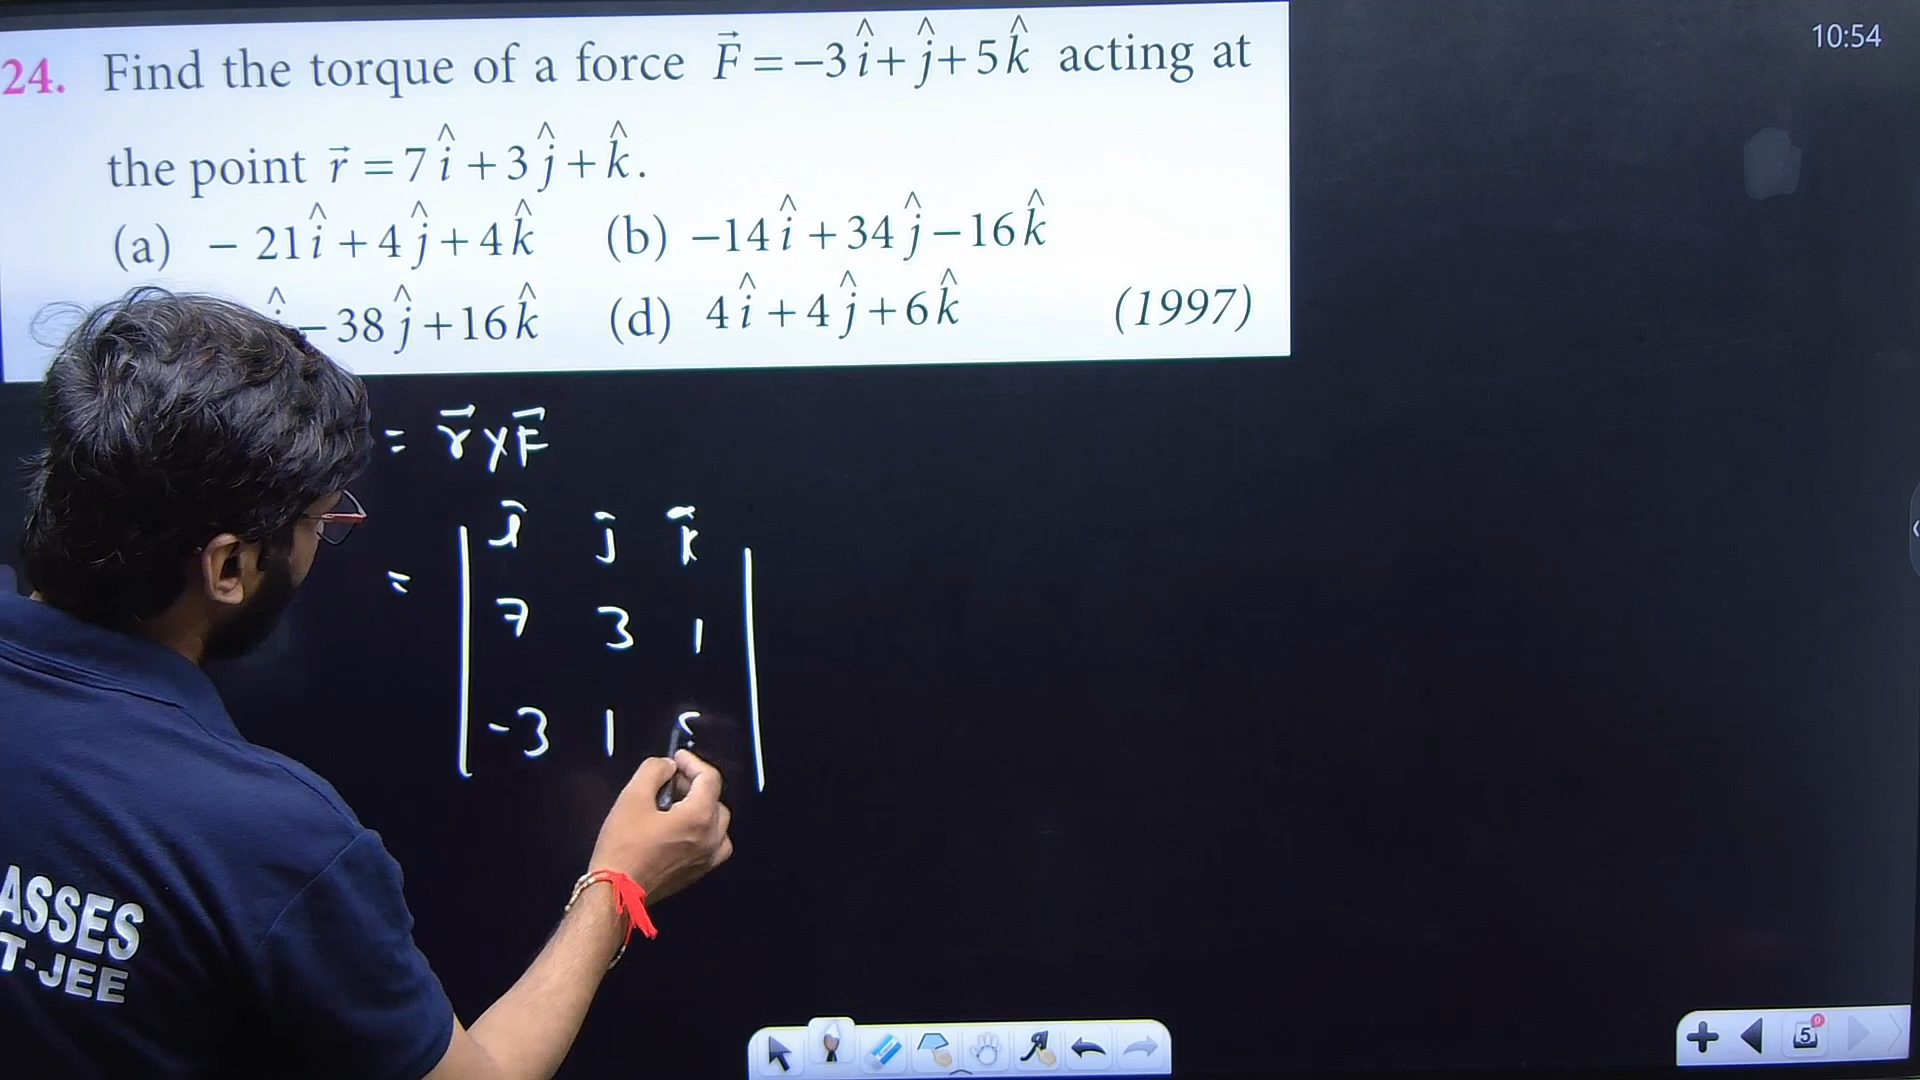 10:54
24. Find the torque of a force F⃗ = −3î + ĵ + 5k̂ acting at
the point r⃗ = 7î + 3ĵ + k̂.
(a) − 21î + 4ĵ + 4k̂ (b) −14î + 34ĵ − 16k̂
î − 38ĵ + 16k̂ (d) 4î + 4ĵ + 6k̂ (1997)
= r⃗ × F⃗
= | i j k |
| 7 3 1 |
| -3 1
ASSES
T-JEE
5
0